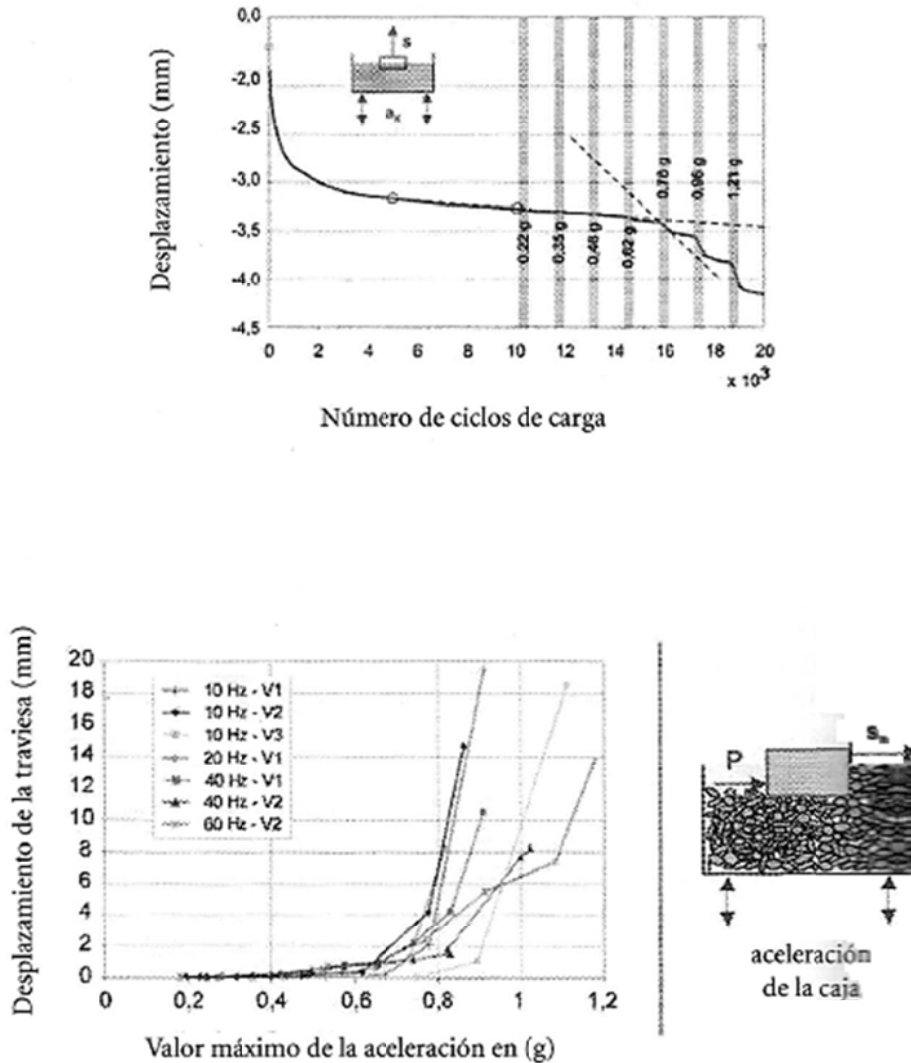 Desplazamiento (mm)
0,0
-2,0
-2,5
-3,0
-3,5
-4,0
-4,5
s
0,22 g
0,35 g
0,48 g
0,62 g
0,76 g
0,96 g
1,21 g
0 2 4 6 8 10 12 14 16 18 20
x 10³
Número de ciclos de carga
Desplazamiento de la traviesa (mm)
20
18
16
14
12
10
8
6
4
2
0
10 Hz - V1
10 Hz - V2
10 Hz - V3
20 Hz - V1
40 Hz - V1
40 Hz - V2
60 Hz - V2
0 0,2 0,4 0,6 0,8 1 1,2
Valor máximo de la aceleración en (g)
P
aceleración
de la caja